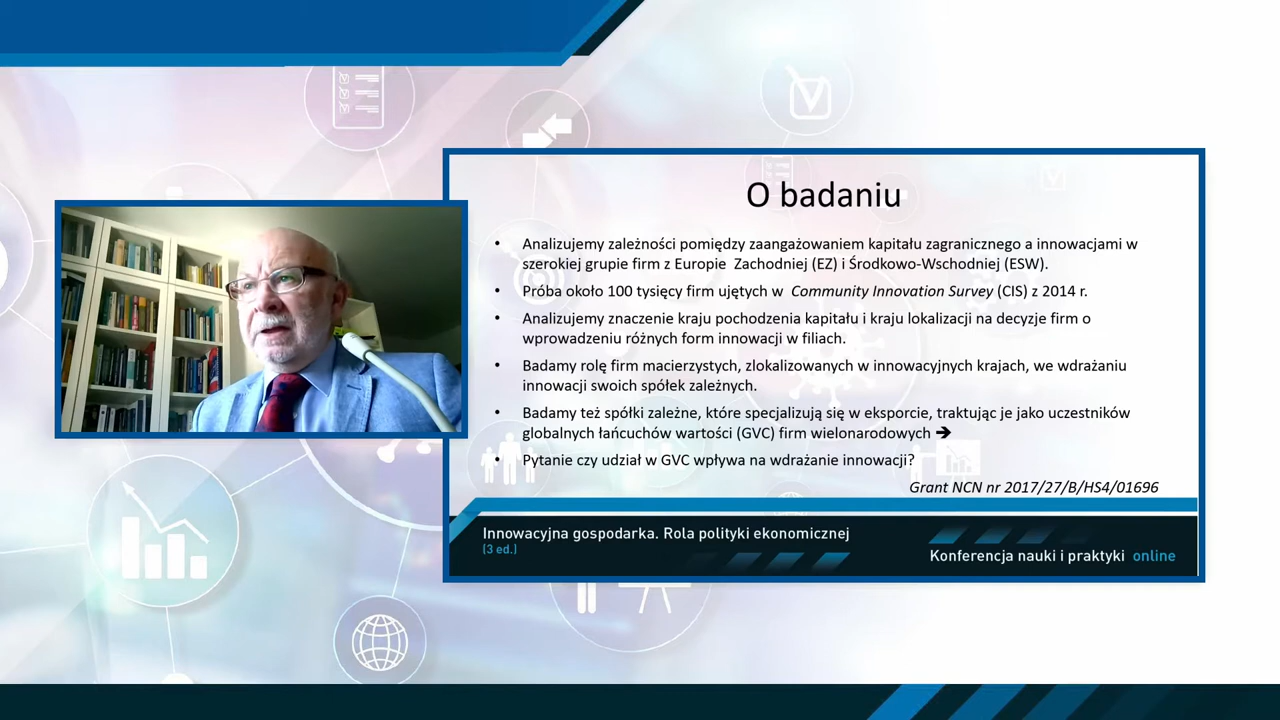 O badaniu
• Analizujemy zależności pomiędzy zaangażowaniem kapitału zagranicznego a innowacjami w
szerokiej grupie firm z Europie Zachodniej (EZ) i Środkowo-Wschodniej (ESW).
• Próba około 100 tysięcy firm ujętych w Community Innovation Survey (CIS) z 2014 r.
• Analizujemy znaczenie kraju pochodzenia kapitału i kraju lokalizacji na decyzje firm o
wprowadzeniu różnych form innowacji w filiach.
• Badamy rolę firm macierzystych, zlokalizowanych w innowacyjnych krajach, we wdrażaniu
innowacji swoich spółek zależnych.
• Badamy też spółki zależne, które specjalizują się w eksporcie, traktując je jako uczestników
globalnych łańcuchów wartości (GVC) firm wielonarodowych ➔
• Pytanie czy udział w GVC wpływa na wdrażanie innowacji?
Grant NCN nr 2017/27/B/HS4/01696
Innowacyjna gospodarka. Rola polityki ekonomicznej
(3 ed.)
Konferencja nauki i praktyki online